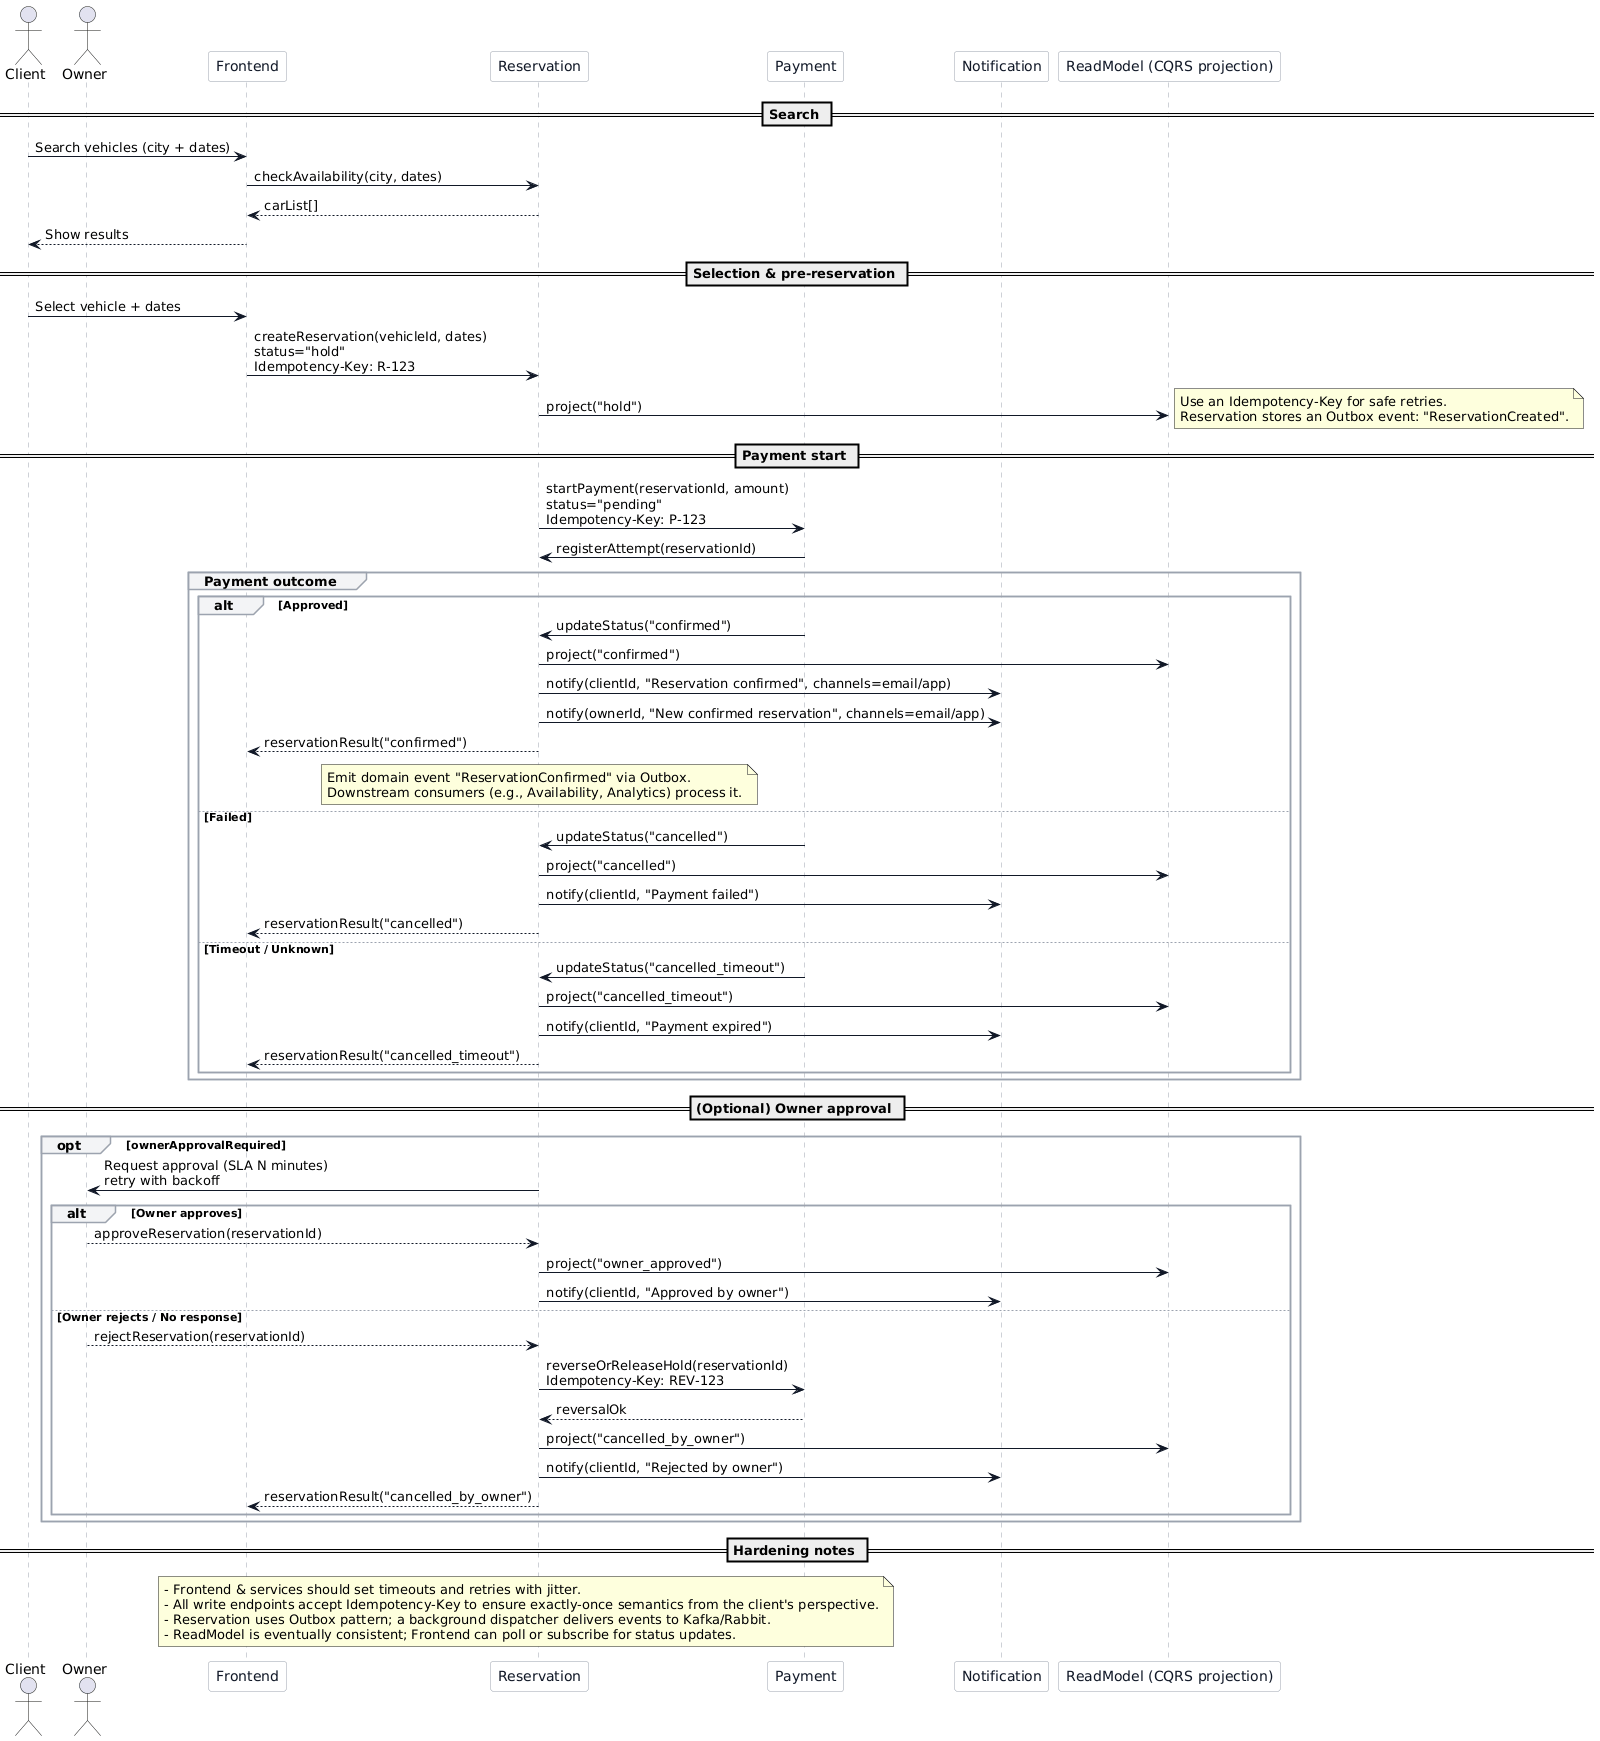 Client
Owner
Frontend
Reservation
Payment
Notification
ReadModel (CQRS projection)
Search
Search vehicles (city + dates)
checkAvailability(city, dates)
carList[]
Show results
Selection & pre-reservation
Select vehicle + dates
createReservation(vehicleId, dates)
status="hold"
Idempotency-Key: R-123
project("hold")
Use an Idempotency-Key for safe retries.
Reservation stores an Outbox event: "ReservationCreated".
Payment start
startPayment(reservationId, amount)
status="pending"
Idempotency-Key: P-123
registerAttempt(reservationId)
Payment outcome
alt [Approved]
updateStatus("confirmed")
project("confirmed")
notify(clientId, "Reservation confirmed", channels=email/app)
notify(ownerId, "New confirmed reservation", channels=email/app)
reservationResult("confirmed")
Emit domain event "ReservationConfirmed" via Outbox.
Downstream consumers (e.g., Availability, Analytics) process it.
[Failed]
updateStatus("cancelled")
project("cancelled")
notify(clientId, "Payment failed")
reservationResult("cancelled")
[Timeout / Unknown]
updateStatus("cancelled_timeout")
project("cancelled_timeout")
notify(clientId, "Payment expired")
reservationResult("cancelled_timeout")
(Optional) Owner approval
opt [ownerApprovalRequired]
Request approval (SLA N minutes)
retry with backoff
alt [Owner approves]
approveReservation(reservationId)
project("owner_approved")
notify(clientId, "Approved by owner")
[Owner rejects / No response]
rejectReservation(reservationId)
reverseOrReleaseHold(reservationId)
Idempotency-Key: REV-123
reversalOk
project("cancelled_by_owner")
notify(clientId, "Rejected by owner")
reservationResult("cancelled_by_owner")
Hardening notes
- Frontend & services should set timeouts and retries with jitter.
- All write endpoints accept Idempotency-Key to ensure exactly-once semantics from the client's perspective.
- Reservation uses Outbox pattern; a background dispatcher delivers events to Kafka/Rabbit.
- ReadModel is eventually consistent; Frontend can poll or subscribe for status updates.
Client
Owner
Frontend
Reservation
Payment
Notification
ReadModel (CQRS projection)